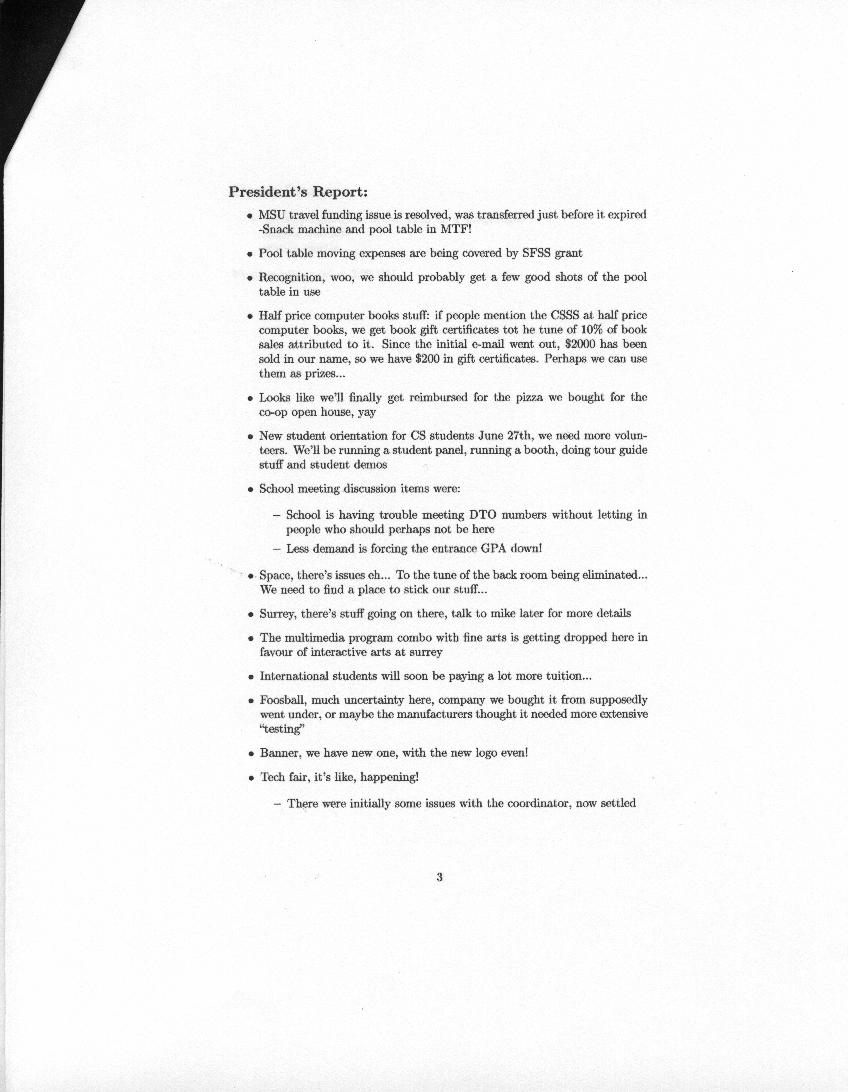 President's Report:
• MSU travel funding issue is resolved, was transferred just before it expired
-Snack machine and pool table in MTF!
• Pool table moving expenses are being covered by SFSS grant
• Recognition, woo, we should probably get a few good shots of the pool
table in use
• Half price computer books stuff: if people mention the CSSS at half price
computer books, we get book gift certificates tot he tune of 10% of book
sales attributed to it. Since the initial e-mail went out, $2000 has been
sold in our name, so we have $200 in gift certificates. Perhaps we can use
them as prizes...
• Looks like we'll finally get reimbursed for the pizza we bought for the
co-op open house, yay
• New student orientation for CS students June 27th, we need more volun-
teers. We'll be running a student panel, running a booth, doing tour guide
stuff and student demos
• School meeting discussion items were:
– School is having trouble meeting DTO numbers without letting in
people who should perhaps not be here
– Less demand is forcing the entrance GPA down!
• Space, there's issues eh... To the tune of the back room being eliminated...
We need to find a place to stick our stuff...
• Surrey, there's stuff going on there, talk to mike later for more details
• The multimedia program combo with fine arts is getting dropped here in
favour of interactive arts at surrey
• International students will soon be paying a lot more tuition...
• Foosball, much uncertainty here, company we bought it from supposedly
went under, or maybe the manufacturers thought it needed more extensive
"testing"
• Banner, we have new one, with the new logo even!
• Tech fair, it's like, happening!
– There were initially some issues with the coordinator, now settled
3